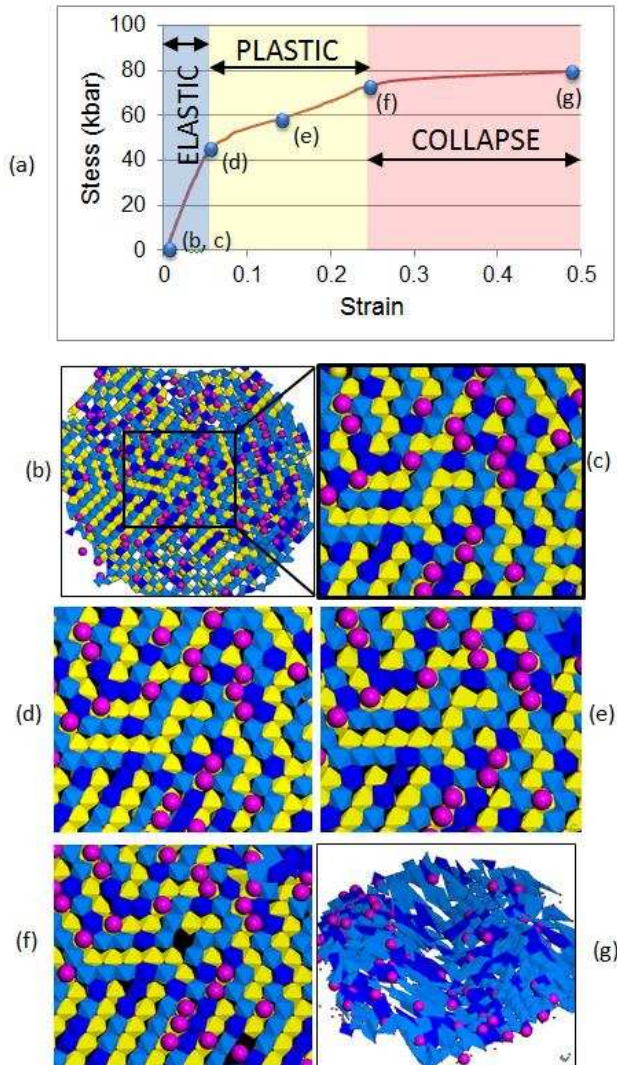 (a)
Stess (kbar)
100
80
60
40
20
0
ELASTIC
PLASTIC
COLLAPSE
(b, c)
(d)
(e)
(f)
(g)
0
0.1
0.2
0.3
0.4
0.5
Strain
(b)
(c)
(d)
(e)
(f)
(g)